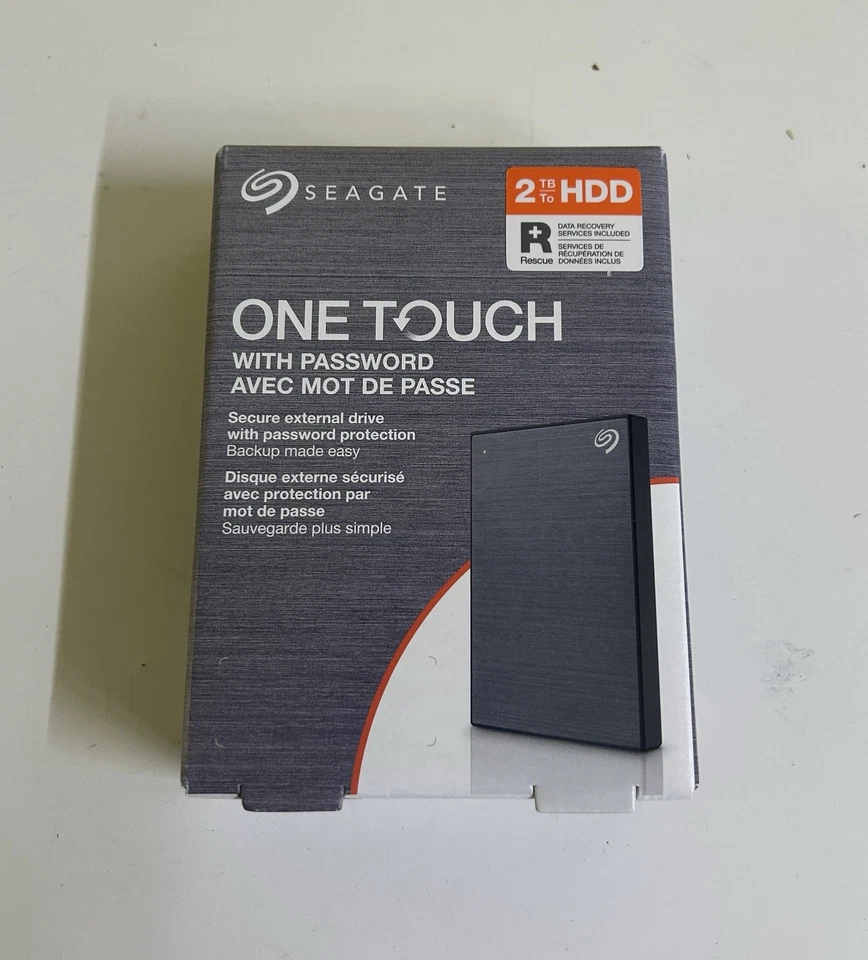 SEAGATE
2 TB To HDD
R Rescue
DATA RECOVERY
SERVICES INCLUDED
SERVICES DE
RÉCUPÉRATION DE
DONNÉES INCLUS
ONE TOUCH
WITH PASSWORD
AVEC MOT DE PASSE
Secure external drive
with password protection
Backup made easy
Disque externe sécurisé
avec protection par
mot de passe
Sauvegarde plus simple